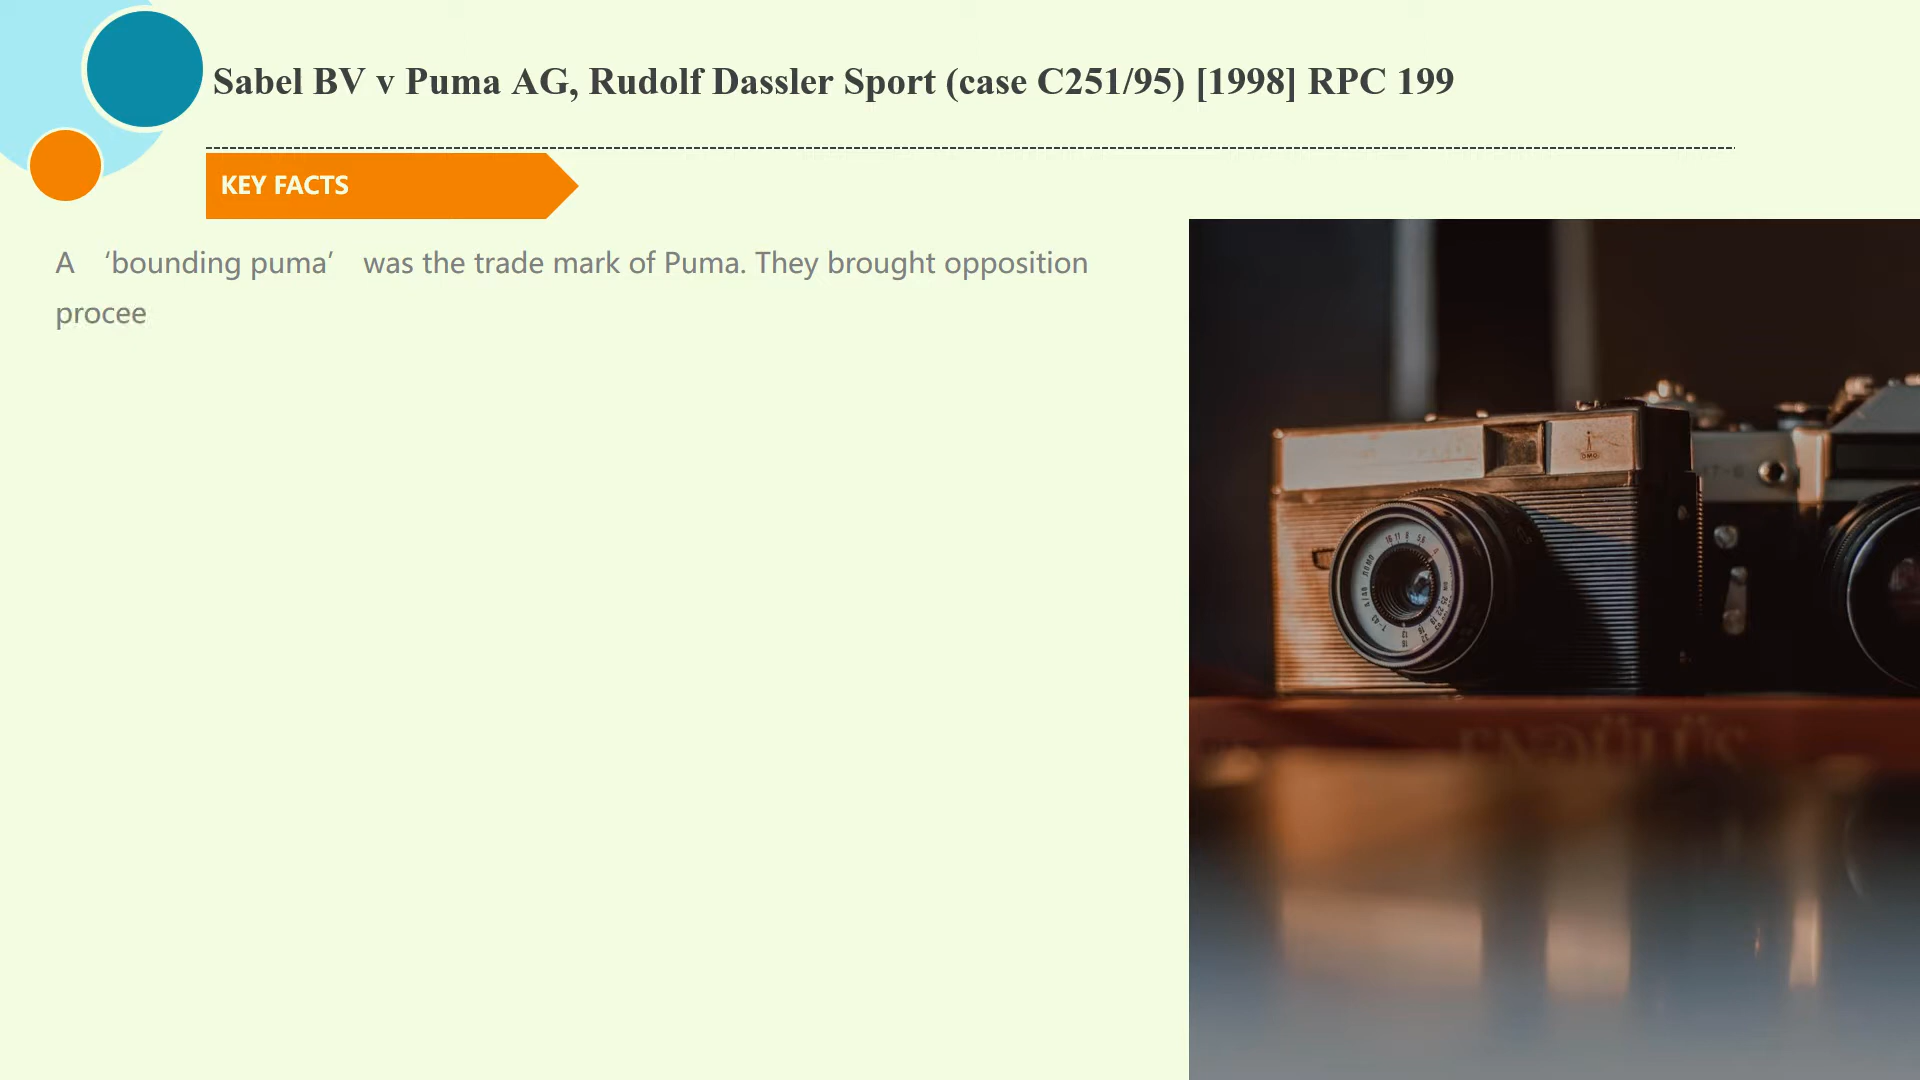 Sabel BV v Puma AG, Rudolf Dassler Sport (case C251/95) [1998] RPC 199
KEY FACTS
A ‘bounding puma’ was the trade mark of Puma. They brought opposition
procee